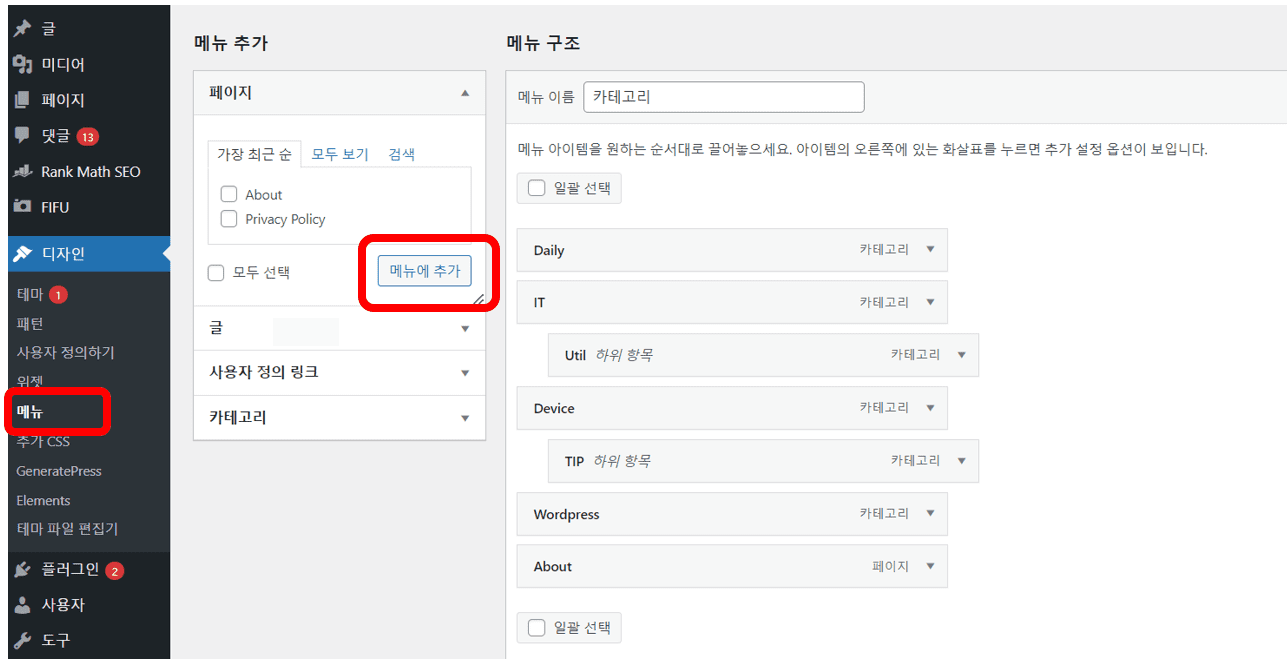 글
미디어
페이지
댓글 13
Rank Math SEO
FIFU
디자인
테마 1
패턴
사용자 정의하기
위젯
메뉴
추가 CSS
GeneratePress
Elements
테마 파일 편집기
플러그인 2
사용자
도구
메뉴 추가
페이지
가장 최근 순 모두 보기 검색
About
Privacy Policy
모두 선택 메뉴에 추가
글
사용자 정의 링크
카테고리
메뉴 구조
메뉴 이름 카테고리
메뉴 아이템을 원하는 순서대로 끌어놓으세요. 아이템의 오른쪽에 있는 화살표를 누르면 추가 설정 옵션이 보입니다.
일괄 선택
Daily 카테고리
IT 카테고리
Util 하위 항목 카테고리
Device 카테고리
TIP 하위 항목 카테고리
Wordpress 카테고리
About 페이지
일괄 선택